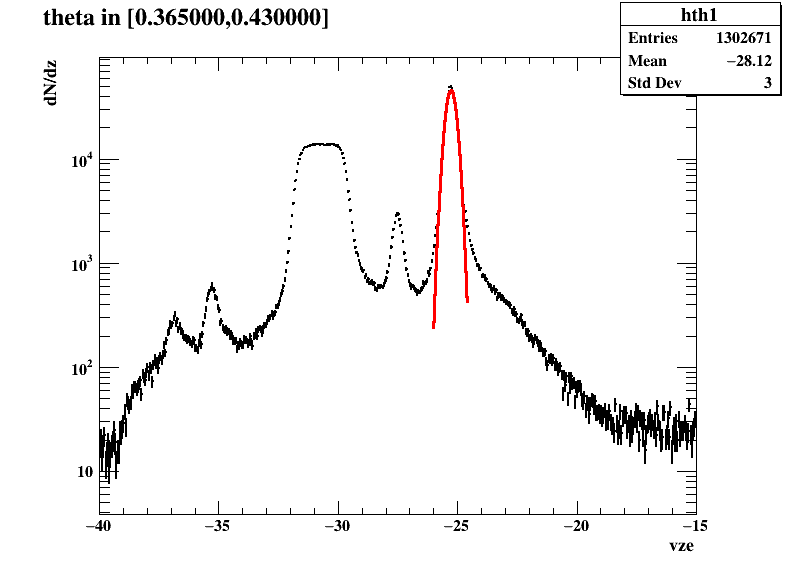 theta in [0.365000,0.430000]
hth1
Entries 1302671
Mean −28.12
Std Dev 3
dN/dz
10^4
10^3
10^2
10
−40 −35 −30 −25 −20 −15
vze